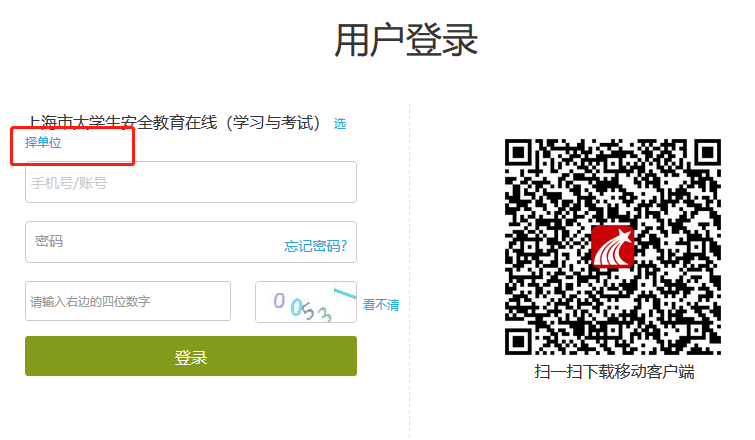 用户登录
上海市大学生安全教育在线（学习与考试） 选
择单位
手机号/账号
密码 忘记密码?
请输入右边的四位数字 0053 看不清
登录
扫一扫下载移动客户端